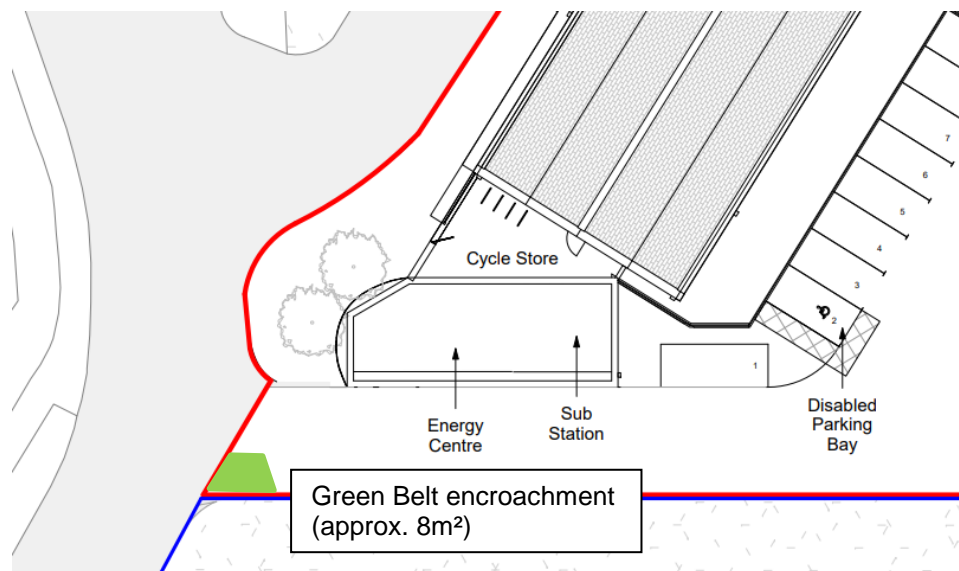 7
6
5
4
3
2
1
Cycle Store
Energy
Centre
Sub
Station
Disabled
Parking
Bay
Green Belt encroachment
(approx. 8m²)